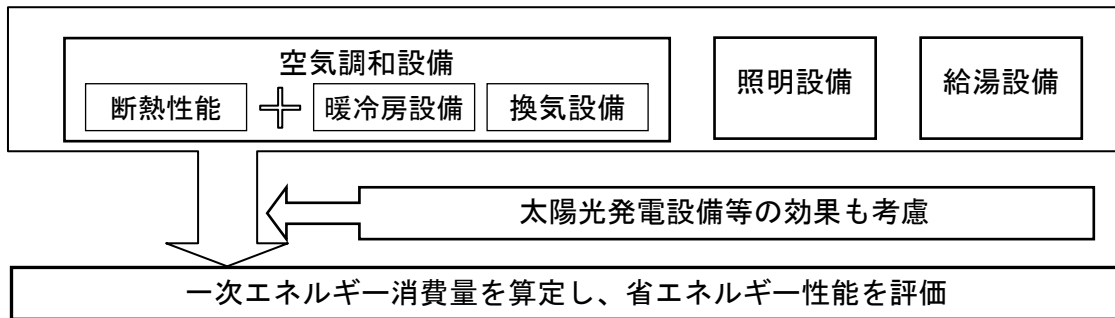 空気調和設備
断熱性能
暖冷房設備
換気設備
照明設備
給湯設備
太陽光発電設備等の効果も考慮
一次エネルギー消費量を算定し、省エネルギー性能を評価